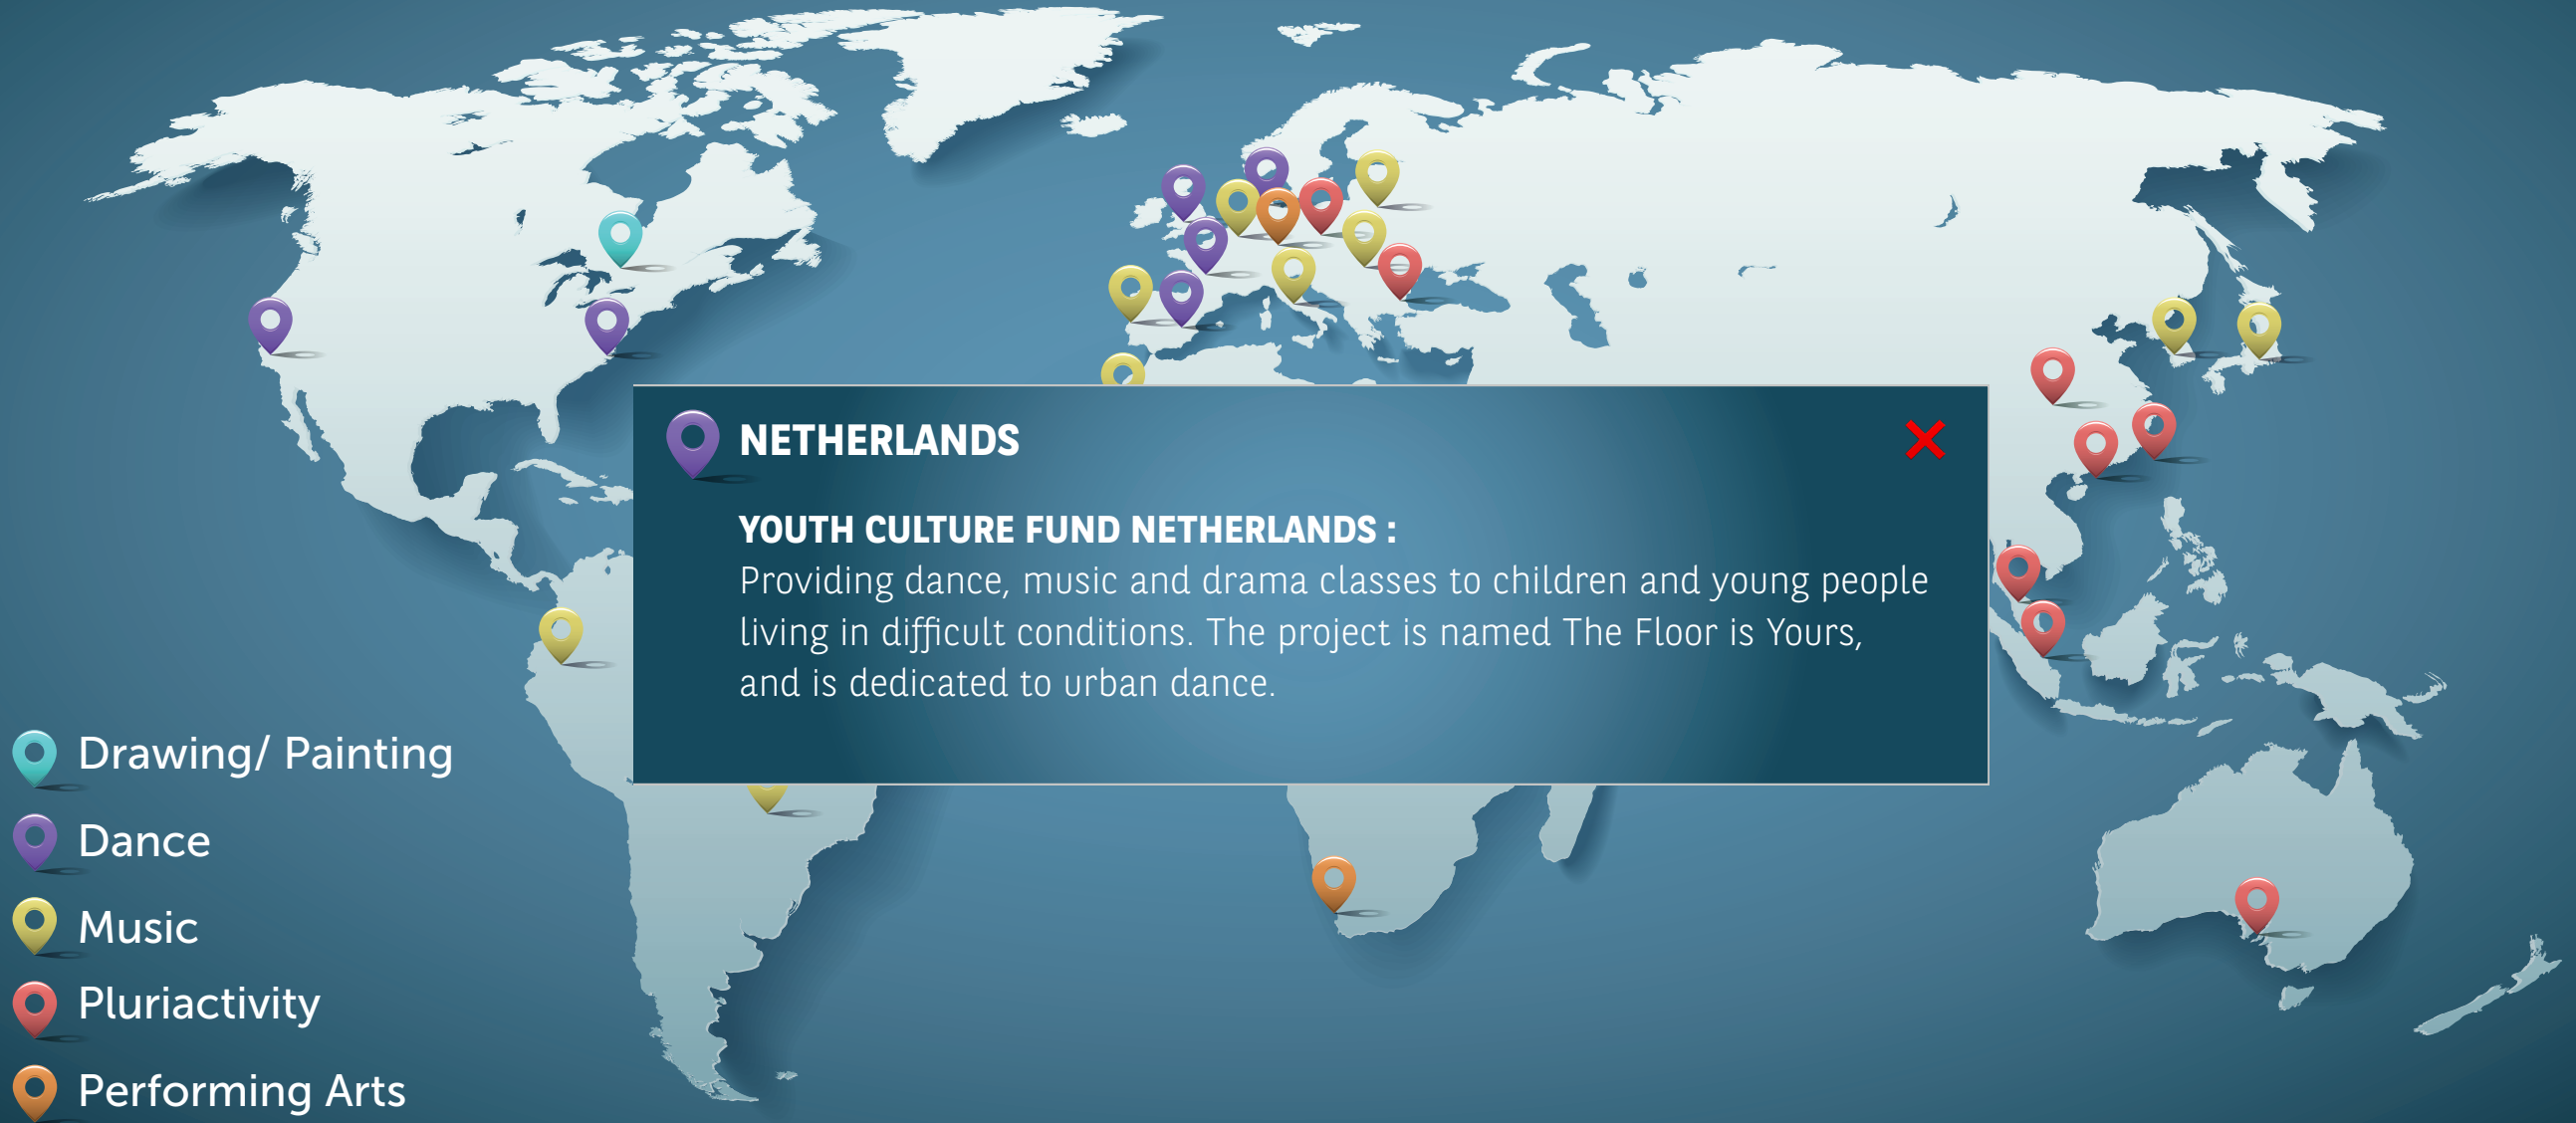 NETHERLANDS
YOUTH CULTURE FUND NETHERLANDS :
Providing dance, music and drama classes to children and young people
living in difficult conditions. The project is named The Floor is Yours,
and is dedicated to urban dance.
Drawing/ Painting
Dance
Music
Pluriactivity
Performing Arts